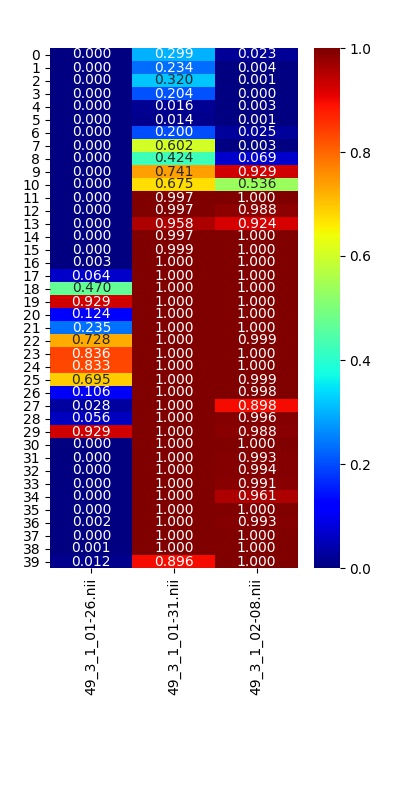 0 0.000 0.299 0.023
1 0.000 0.234 0.004
2 0.000 0.320 0.001
3 0.000 0.204 0.000
4 0.000 0.016 0.003
5 0.000 0.014 0.001
6 0.000 0.200 0.025
7 0.000 0.602 0.003
8 0.000 0.424 0.069
9 0.000 0.741 0.929
10 0.000 0.675 0.536
11 0.000 0.997 1.000
12 0.000 0.997 0.988
13 0.000 0.958 0.924
14 0.000 0.997 1.000
15 0.000 0.999 1.000
16 0.003 1.000 1.000
17 0.064 1.000 1.000
18 0.470 1.000 1.000
19 0.929 1.000 1.000
20 0.124 1.000 1.000
21 0.235 1.000 1.000
22 0.728 1.000 0.999
23 0.836 1.000 1.000
24 0.833 1.000 1.000
25 0.695 1.000 0.999
26 0.106 1.000 0.998
27 0.028 1.000 0.898
28 0.056 1.000 0.996
29 0.929 1.000 0.988
30 0.000 1.000 1.000
31 0.000 1.000 0.993
32 0.000 1.000 0.994
33 0.000 1.000 0.991
34 0.000 1.000 0.961
35 0.000 1.000 1.000
36 0.002 1.000 0.993
37 0.000 1.000 1.000
38 0.001 1.000 1.000
39 0.012 0.896 1.000
49_3_1_01-26.nii
49_3_1_01-31.nii
49_3_1_02-08.nii
1.0
0.8
0.6
0.4
0.2
0.0